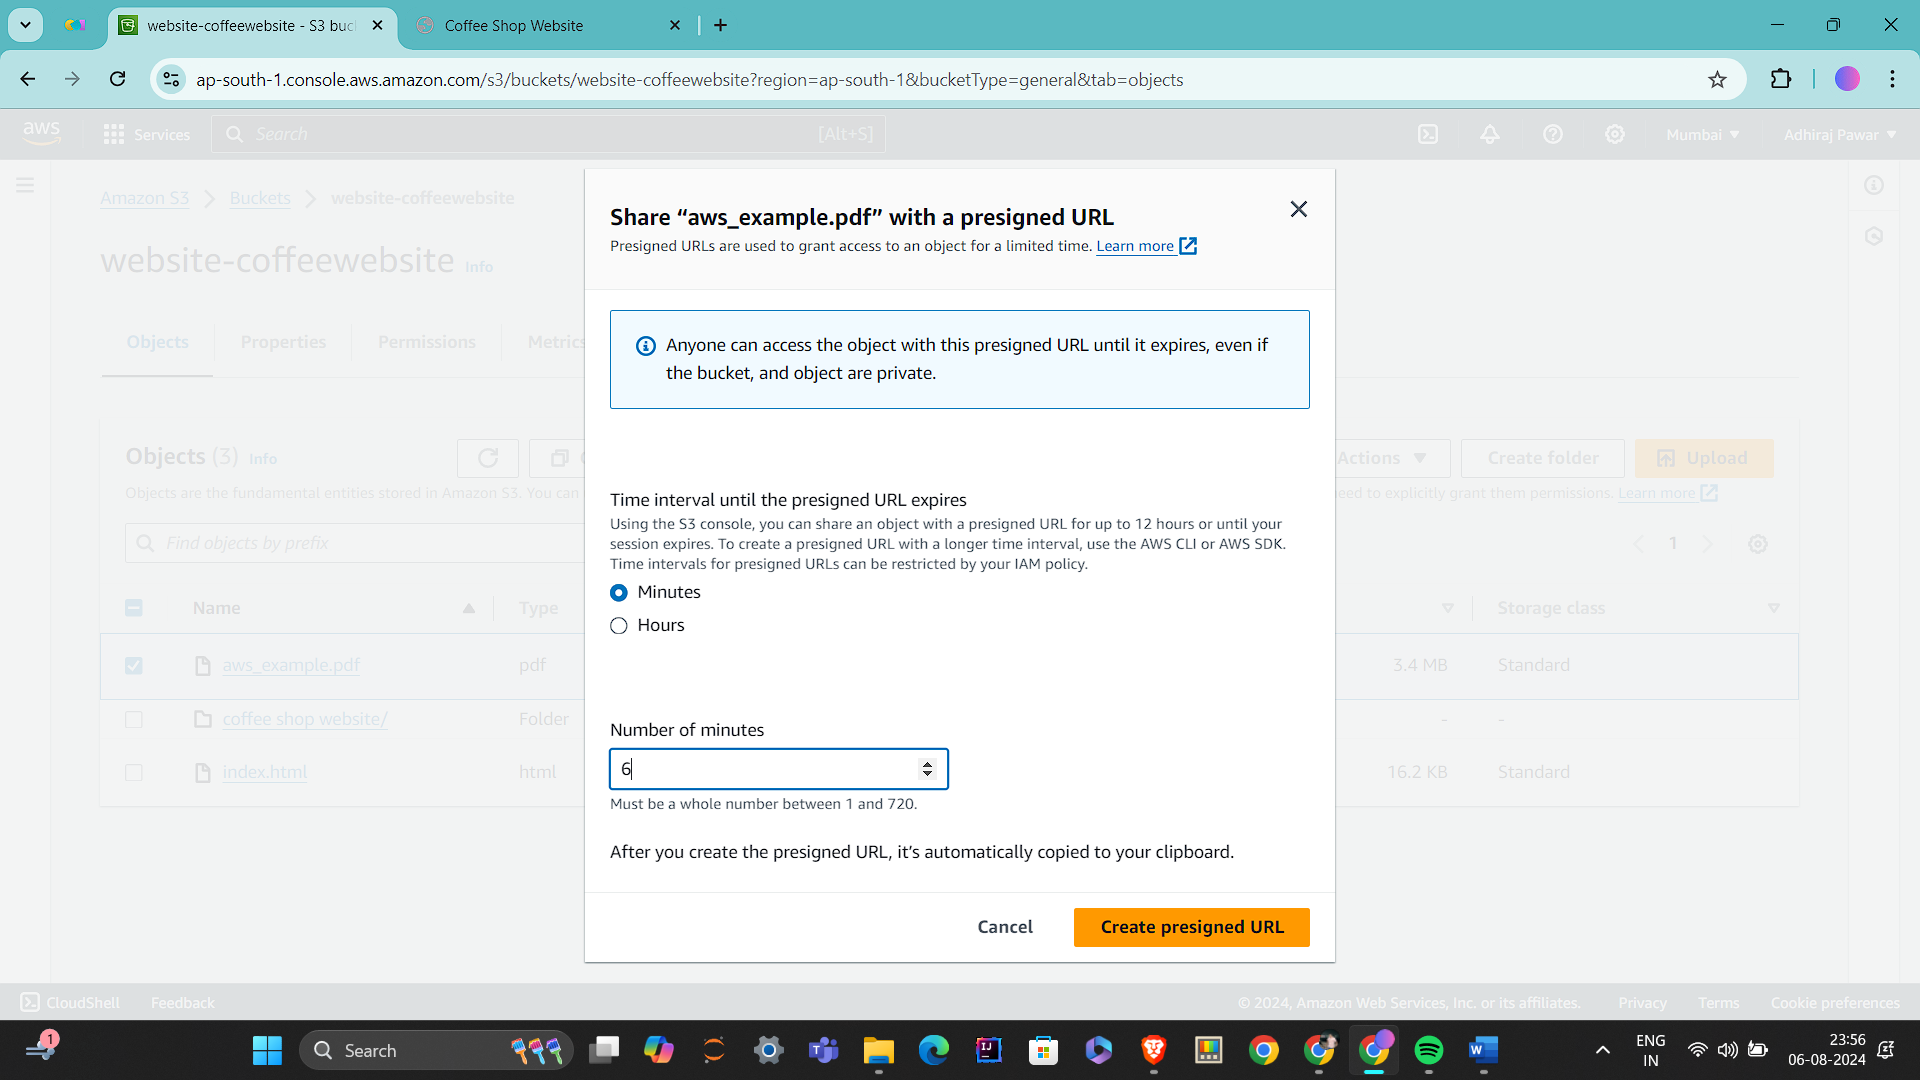 website-coffeewebsite - S3 buc
Coffee Shop Website
ap-south-1.console.aws.amazon.com/s3/buckets/website-coffeewebsite?region=ap-south-1&bucketType=general&tab=objects
aws
Services
Search
[Alt+S]
Mumbai
Adhiraj Pawar
Amazon S3
Buckets
website-coffeewebsite
website-coffeewebsite Info
Objects
Properties
Permissions
Metrics
Objects (3) Info
C
Actions
Create folder
Upload
Objects are the fundamental entities stored in Amazon S3. You can
need to explicitly grant them permissions. Learn more
Find objects by prefix
1
Name
Type
Storage class
aws_example.pdf
pdf
3.4 MB
Standard
coffee shop website/
Folder
-
-
index.html
html
16.2 KB
Standard
Share “aws_example.pdf” with a presigned URL
Presigned URLs are used to grant access to an object for a limited time. Learn more
Anyone can access the object with this presigned URL until it expires, even if
the bucket, and object are private.
Time interval until the presigned URL expires
Using the S3 console, you can share an object with a presigned URL for up to 12 hours or until your
session expires. To create a presigned URL with a longer time interval, use the AWS CLI or AWS SDK.
Time intervals for presigned URLs can be restricted by your IAM policy.
Minutes
Hours
Number of minutes
6
Must be a whole number between 1 and 720.
After you create the presigned URL, it’s automatically copied to your clipboard.
Cancel
Create presigned URL
CloudShell
Feedback
© 2024, Amazon Web Services, Inc. or its affiliates.
Privacy
Terms
Cookie preferences
1
Search
ENG
IN
23:56
06-08-2024